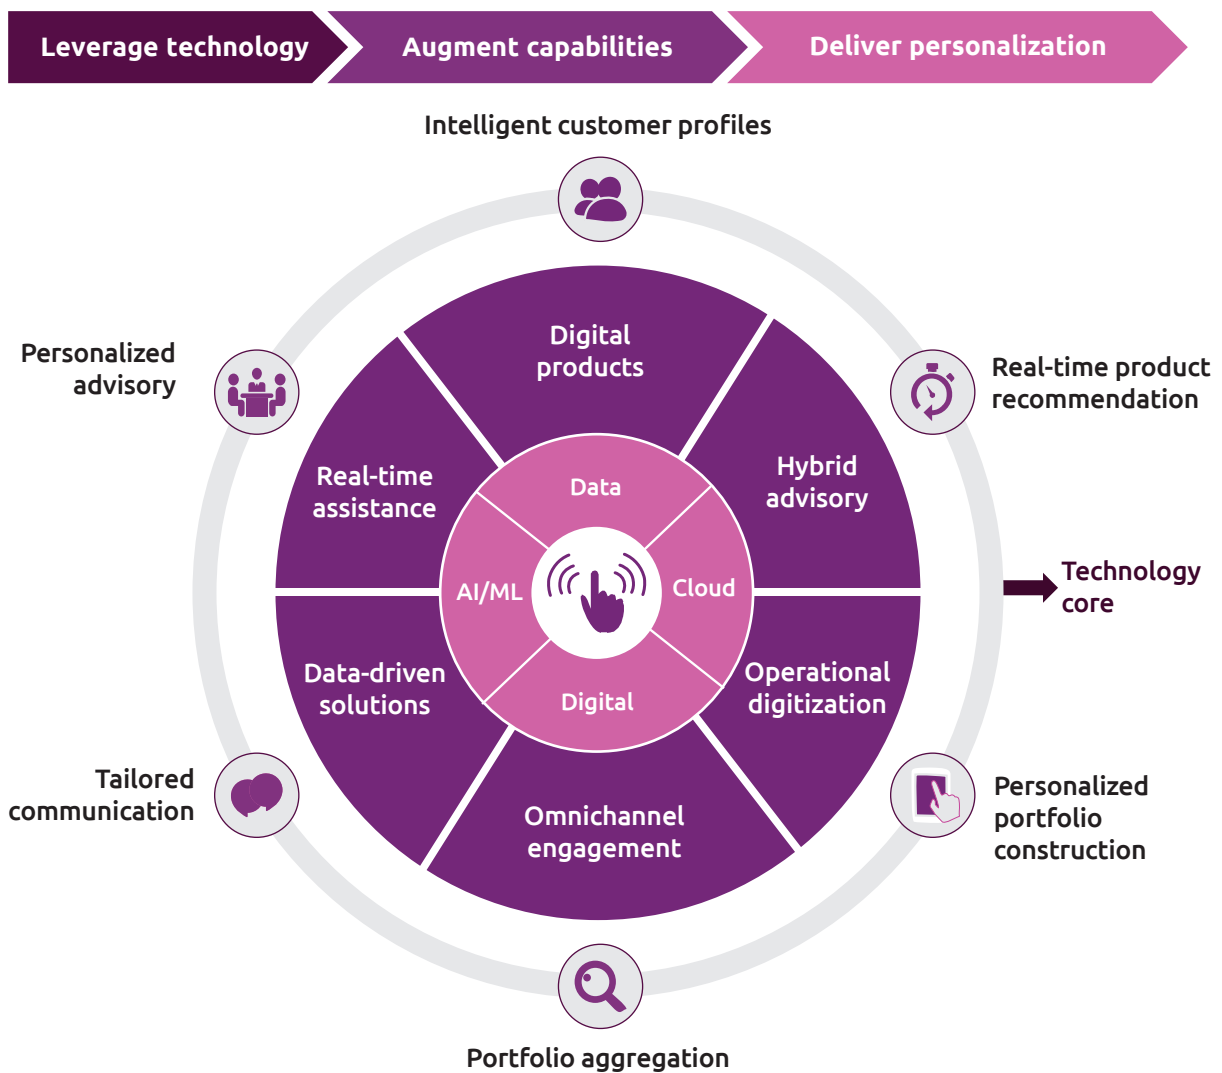 Leverage technology
Augment capabilities
Deliver personalization
Intelligent customer profiles
Personalized
advisory
Real-time product
recommendation
Digital
products
Real-time
assistance
Hybrid
advisory
Data
AI/ML
Cloud
Digital
Technology
core
Data-driven
solutions
Operational
digitization
Omnichannel
engagement
Tailored
communication
Personalized
portfolio
construction
Portfolio aggregation